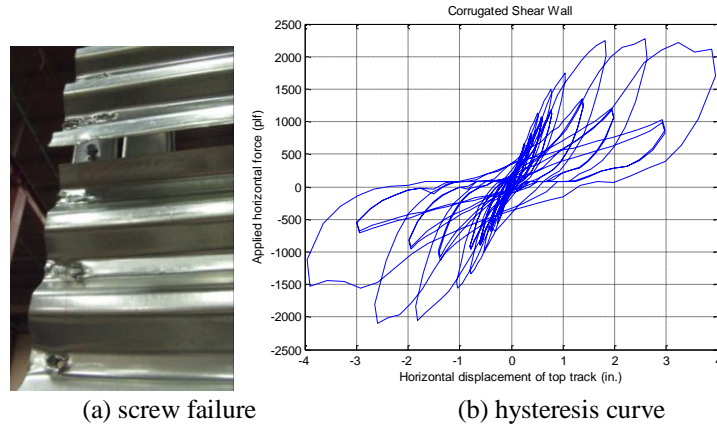 Corrugated Shear Wall
Applied horizontal force (plf)
2500
2000
1500
1000
500
0
-500
-1000
-1500
-2000
-2500
-4 -3 -2 -1 0 1 2 3 4
Horizontal displacement of top track (in.)
(a) screw failure (b) hysteresis curve